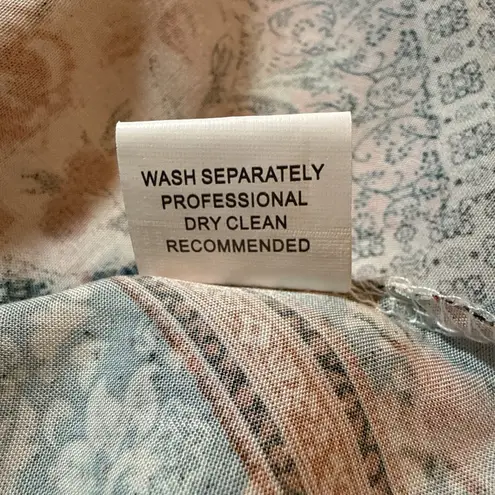 WASH SEPARATELY
PROFESSIONAL
DRY CLEAN
RECOMMENDED